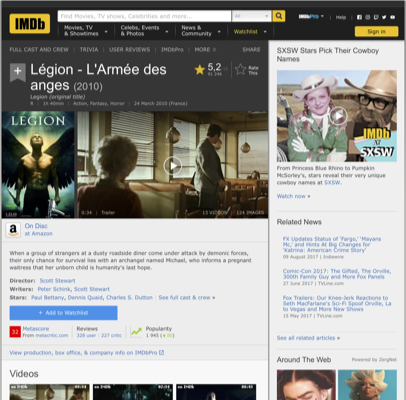 IMDb
Find Movies, TV shows, Celebrities and more...
All
IMDbPro
Help
Movies, TV & Showtimes
Celebs, Events & Photos
News & Community
Watchlist
Sign in
FULL CAST AND CREW | TRIVIA | USER REVIEWS | IMDbPro | MORE
SHARE
Légion - L'Armée des anges (2010)
5,2
Rate This
Legion (original title)
R | 1h 40min | Action, Fantasy, Horror | 24 March 2010 (France)
LEGION
0:34 | Trailer
13 VIDEOS
124 IMAGES
On Disc
at Amazon
When a group of strangers at a dusty roadside diner come under attack by demonic forces,
their only chance for survival lies with an archangel named Michael, who informs a pregnant
waitress that her unborn child is humanity's last hope.
Director: Scott Stewart
Writers: Peter Schink, Scott Stewart
Stars: Paul Bettany, Dennis Quaid, Charles S. Dutton | See full cast & crew »
+ Add to Watchlist
32
Metascore
From metacritic.com
Reviews
328 user | 227 critic
Popularity
View production, box office, & company info on IMDbPro
Videos
SXSW Stars Pick Their Cowboy
Names
IMDb
AT
SXSW
From Princess Blue Rhino to Pumpkin
McSorley's, stars reveal their very unique
cowboy names at SXSW.
Watch now »
Related News
FX Updates Status of 'Fargo,' 'Mayans
Mc,' and Hints At Big Changes for
'Katrina: American Crime Story'
09 August 2017 | Indiewire
Comic-Con 2017: The Gifted, The Orville,
300th Family Guy and More Fox Panels
27 June 2017 | TVLine.com
Fox Trailers: Our Knee-Jerk Reactions to
Seth MacFarlane's Sci-Fi Spoof Orville, La
to Vegas and More New Shows
15 May 2017 | TVLine.com
See all related articles »
Around The Web
Powered by ZergNet